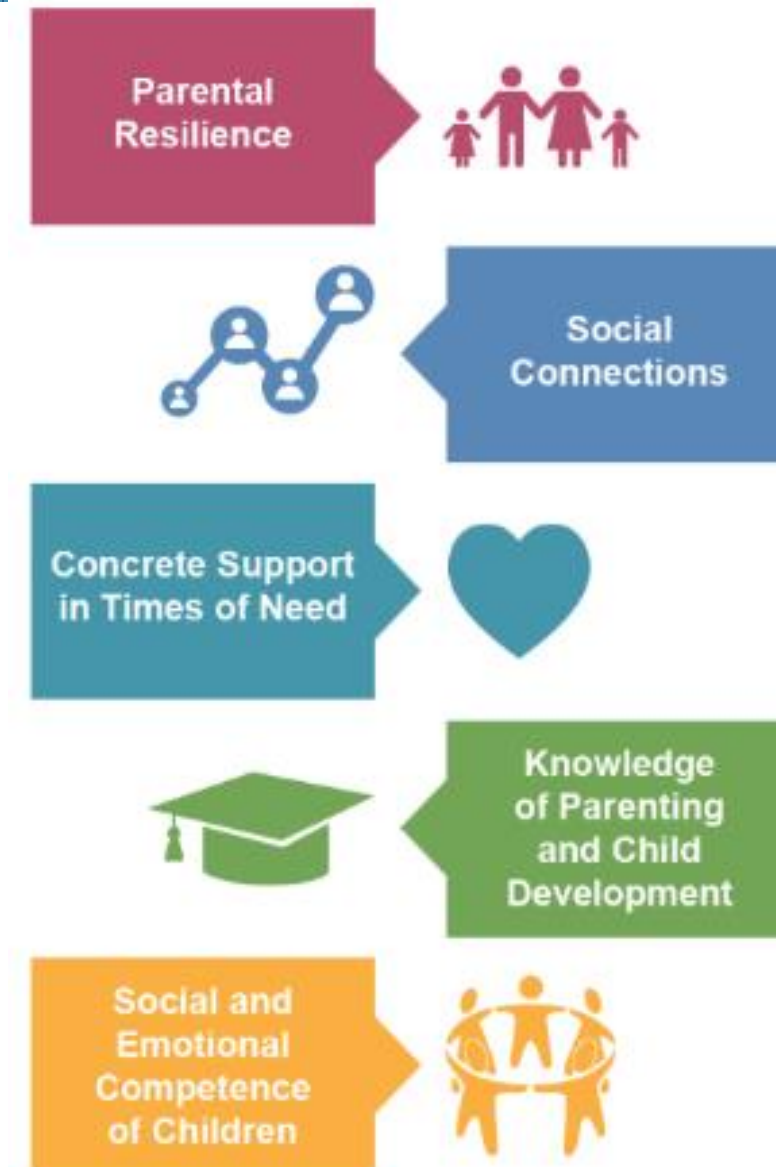 Parental
Resilience
Social
Connections
Concrete Support
in Times of Need
Knowledge
of Parenting
and Child
Development
Social and
Emotional
Competence
of Children